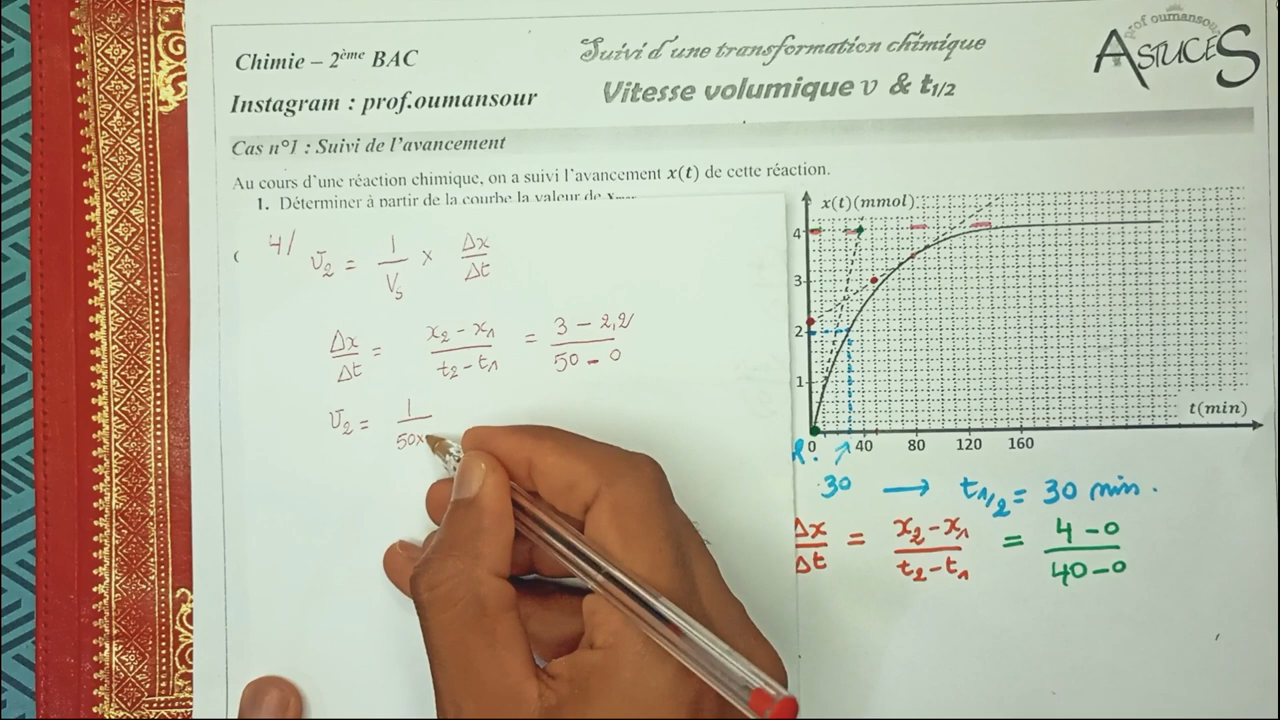 Chimie – 2ème BAC
Instagram : prof.oumansour
Suivi d'une transformation chimique
Vitesse volumique v & t1/2
prof oumansour
ASTUCES
Cas n°1 : Suivi de l'avancement
Au cours d'une réaction chimique, on a suivi l'avancement x(t) de cette réaction.
1. Déterminer à partir de la courbe la valeur de
4/ v₂ = 1/Vs × Δx/Δt
Δx/Δt = (x₂ - x₁)/(t₂ - t₁) = (3 - 2,2)/(50 - 0)
v₂ = 1/50×
x(t)(mmol)
4
3
2
1
t(min)
0 40 80 120 160
30 → t1/2 = 30 min.
Δx/Δt = (x₂-x₁)/(t₂-t₁) = (4-0)/(40-0)